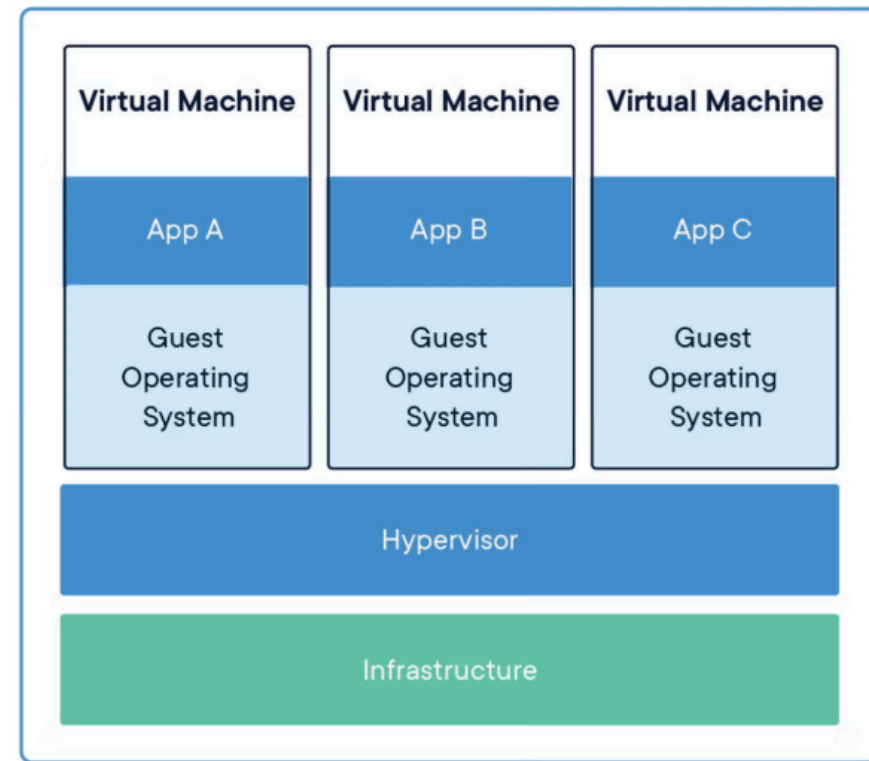 Virtual Machine
Virtual Machine
Virtual Machine
App A
App B
App C
Guest
Operating
System
Guest
Operating
System
Guest
Operating
System
Hypervisor
Infrastructure